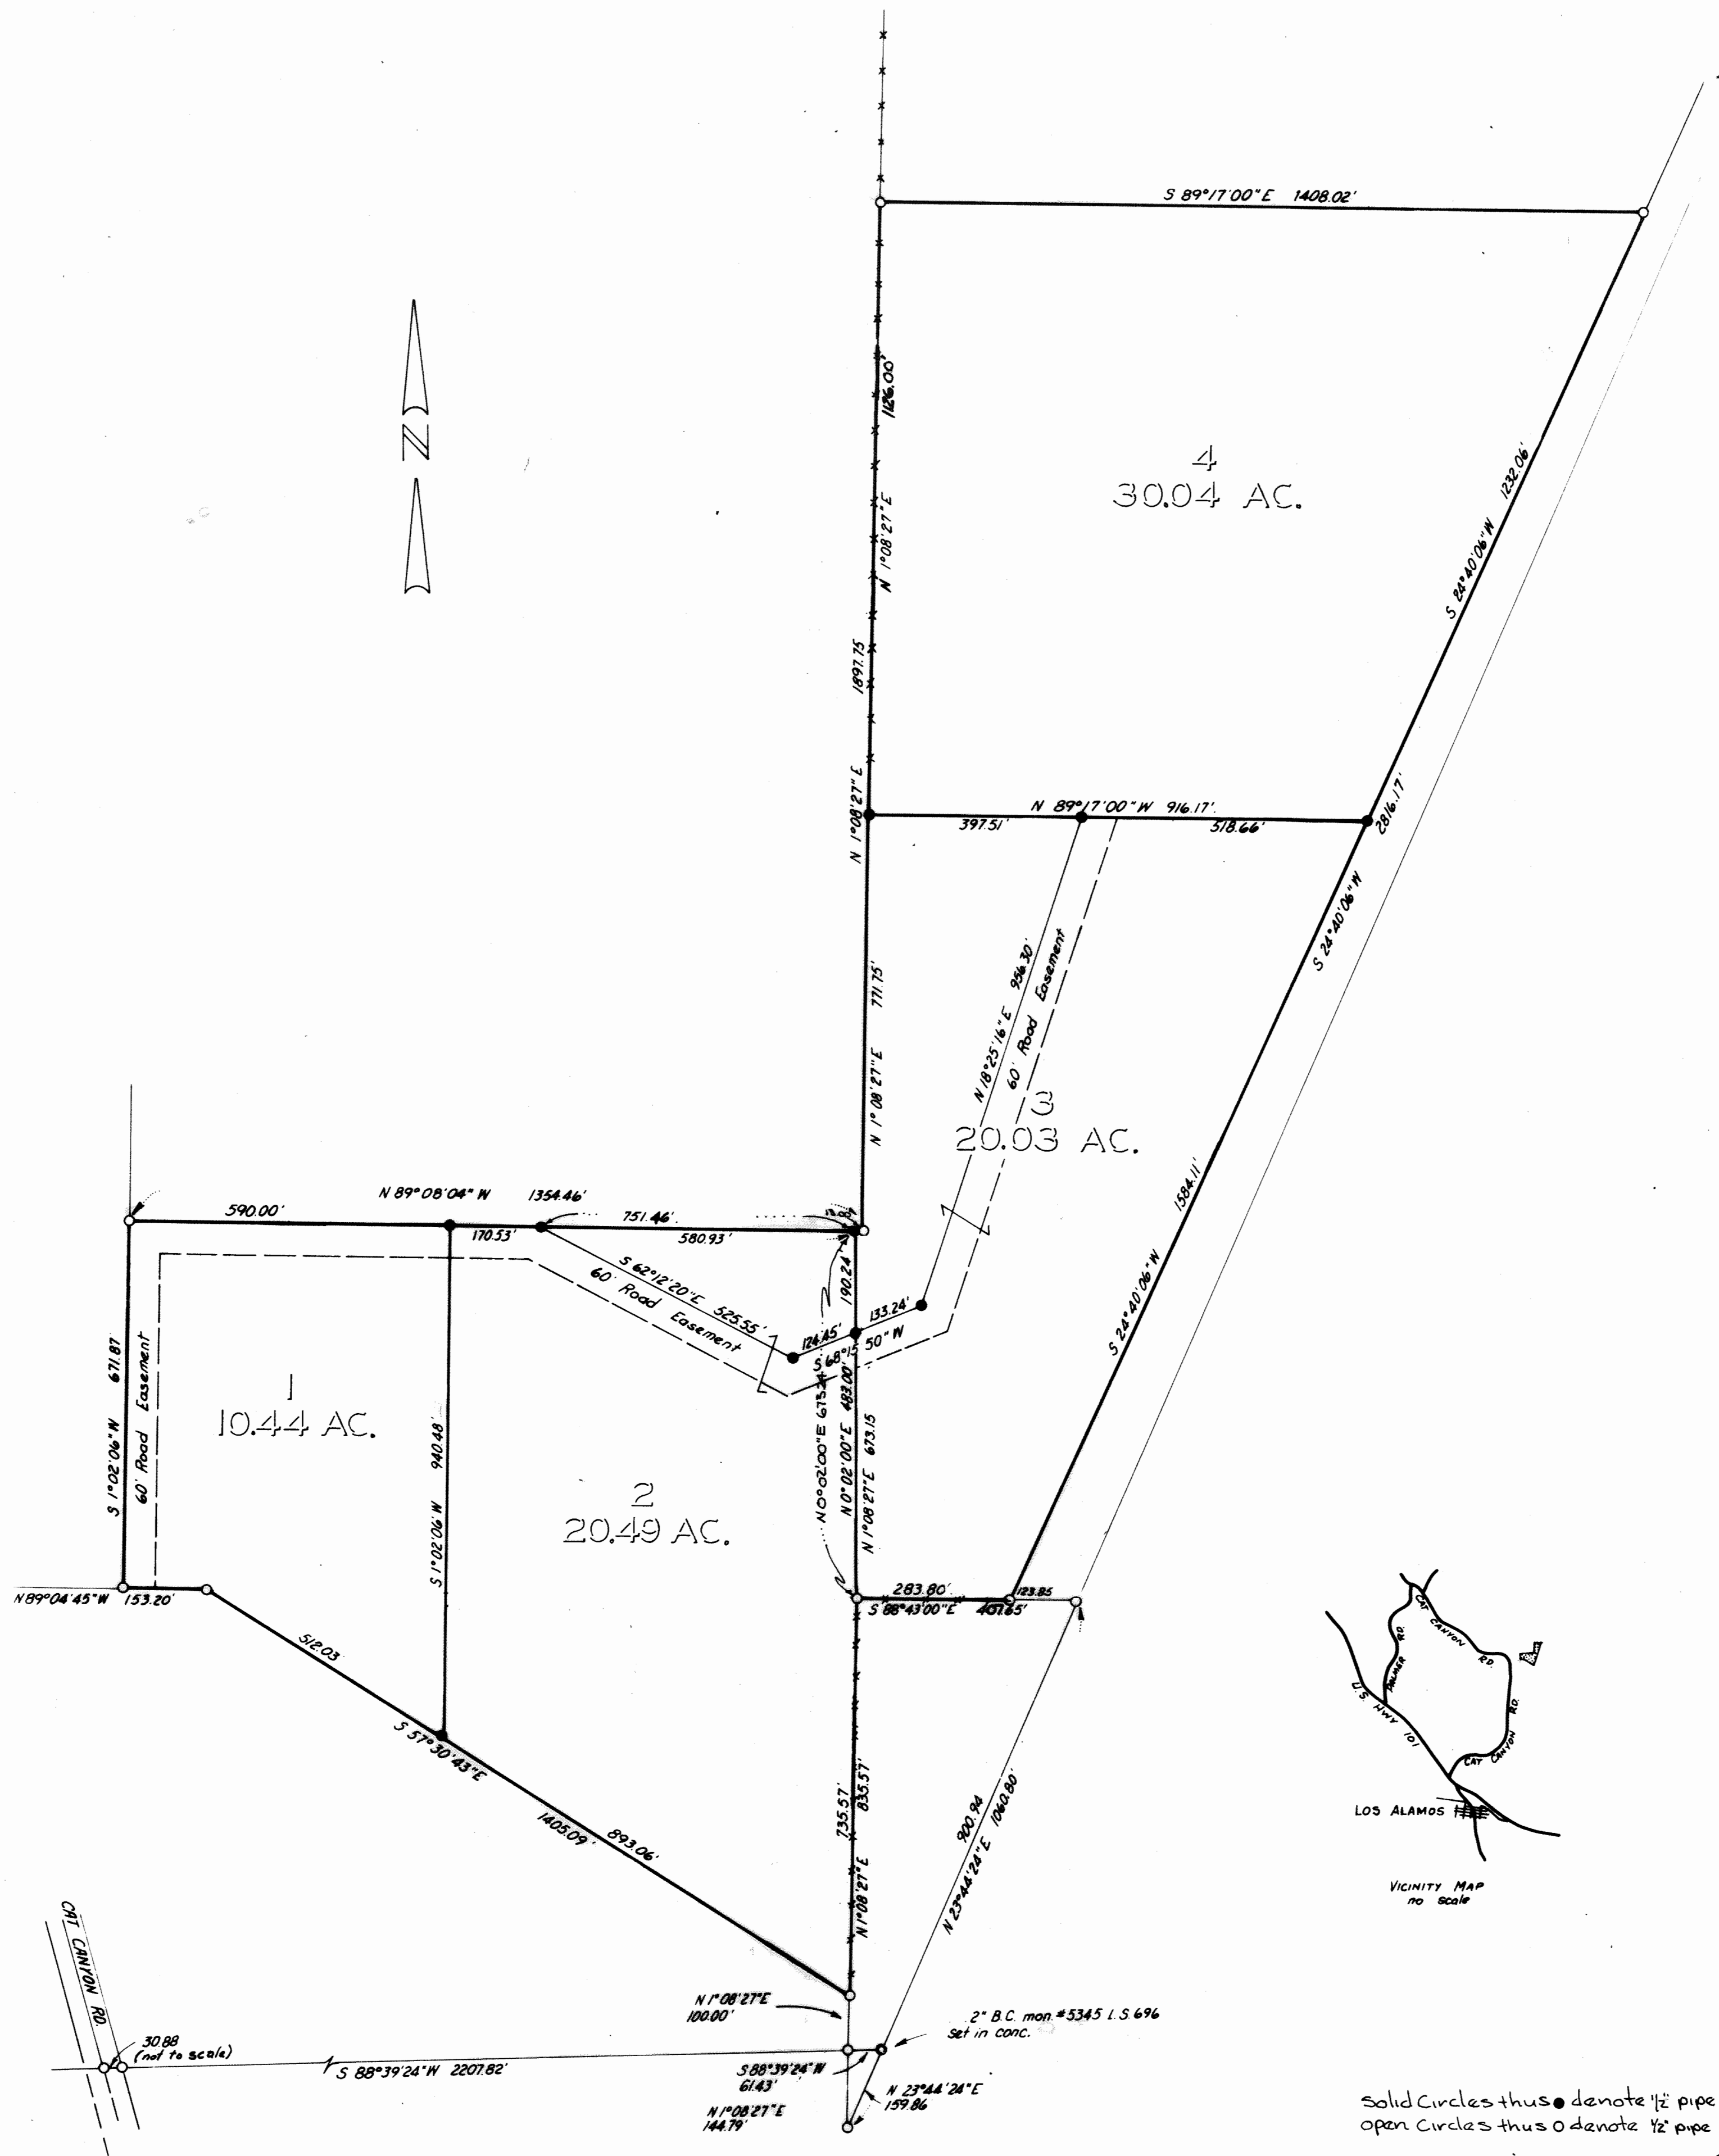 S 89°17'00"E 1408.02'
N
1126.00'
N 1°08'27"E
4
30.04 AC.
1232.06'
S 24°40'06"W
1897.75
N 1°08'27"E
N 89°17'00"W 916.17'
397.51'
518.66'
2816.17'
S 24°40'06"W
771.75'
N 1°08'27"E
N 18°25'16"E 956.30'
60' Road Easement
3
20.03 AC.
1584.11'
S 24°40'06"W
N 89°08'04"W 1354.46'
590.00'
751.46'
170.53'
580.93'
S 62°12'20"E 525.55'
60' Road Easement
190.24'
133.24'
124.45'
S 68°15'50"W
671.87
S 1°02'06"W
60' Road Easement
1
10.44 AC.
940.48'
S 1°02'06"W
2
20.49 AC.
N 0°02'00"E 673.24
N 0°02'00"E 483.00'
N 1°08'27"E 673.15
N 89°04'45"W 153.20'
283.80'
123.85
S 88°43'00"E 407.65'
512.03
S 57°30'43"E
1405.09'
893.06'
735.57'
835.57'
N 1°08'27"E
900.94
N 23°44'24"E 1060.80'
CAT CANYON RD.
PALMER RD.
U.S. HWY 101
CAT CANYON RD.
LOS ALAMOS
VICINITY MAP
no scale
CAT CANYON RD.
30.88
(not to scale)
S 88°39'24"W 2207.82'
N 1°08'27"E
100.00'
2" B.C. mon. #5345 L.S. 696
set in conc.
S 88°39'24"W
61.43'
N 23°44'24"E
159.86
N 1°08'27"E
144.79'
Solid Circles thus ● denote 1/2" pipe
open Circles thus O denote 1/2" pipe